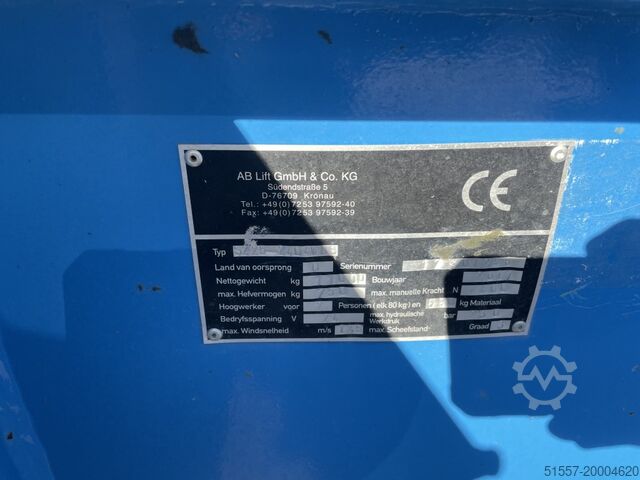 AB Lift GmbH & Co. KG
Südendstraße 5
D-76709 Kronau
Tel.: +49(0)7253 97592-40
Fax: +49(0)7253 97592-39
CE
Typ
Land van oorsprong Serienummer
Nettogewicht kg Bouwjaar
max. Hefvermogen kg max. manuelle Kracht N
Hoogwerker voor Personen (elk 80 kg) en kg Materiaal
Bedryfsspanning V max. hydraulische Werkdruk bar
max. Windsnelheid m/s max. Scheefstand Graad
51557-20004620